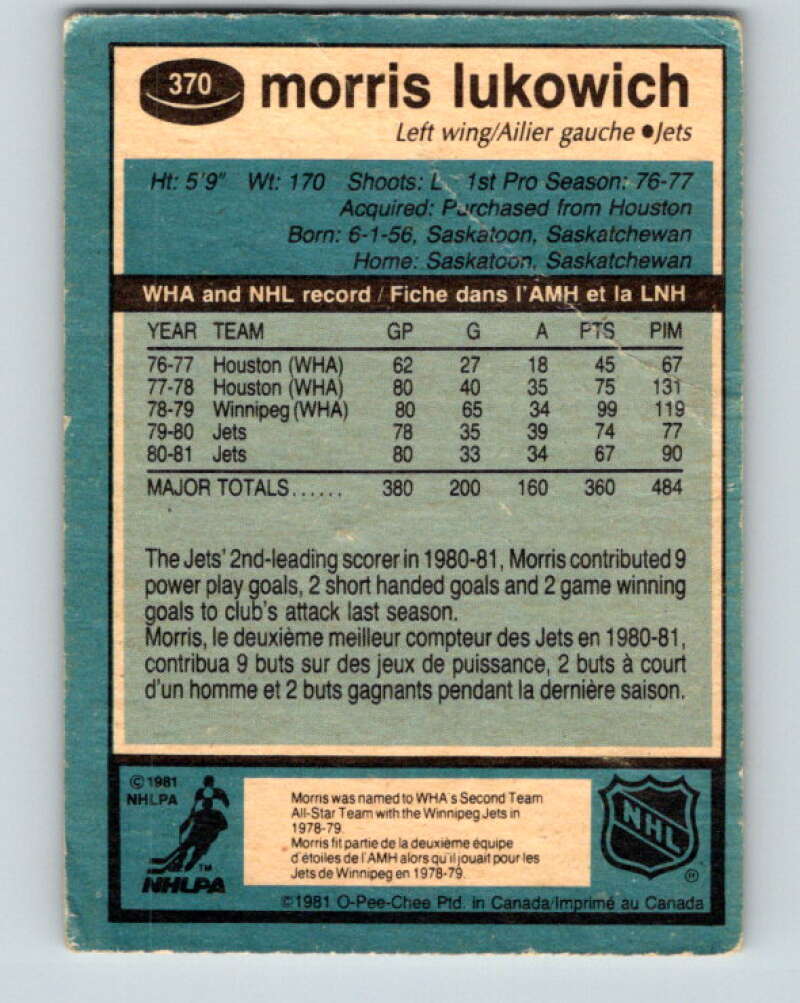 370 morris lukowich
Left wing/Ailier gauche ●Jets
Ht: 5'9" Wt: 170 Shoots: L. 1st Pro Season: 76-77
Acquired: Purchased from Houston
Born: 6-1-56, Saskatoon, Saskatchewan
Home: Saskatoon, Saskatchewan
WHA and NHL record / Fiche dans l'AMH et la LNH
YEAR TEAM GP G A PTS PIM
76-77 Houston (WHA) 62 27 18 45 67
77-78 Houston (WHA) 80 40 35 75 131
78-79 Winnipeg (WHA) 80 65 34 99 119
79-80 Jets 78 35 39 74 77
80-81 Jets 80 33 34 67 90
MAJOR TOTALS...... 380 200 160 360 484
The Jets' 2nd-leading scorer in 1980-81, Morris contributed 9
power play goals, 2 short handed goals and 2 game winning
goals to club's attack last season.
Morris, le deuxième meilleur compteur des Jets en 1980-81,
contribua 9 buts sur des jeux de puissance, 2 buts à court
d'un homme et 2 buts gagnants pendant la dernière saison.
© 1981
NHLPA
TM
NHLPA
Morris was named to WHA's Second Team
All-Star Team with the Winnipeg Jets in
1978-79.
Morris fit partie de la deuxième équipe
d'étoiles de l'AMH alors qu'il jouait pour les
Jets de Winnipeg en 1978-79.
NHL
®
©1981 O-Pee-Chee Ptd. in Canada/Imprimé au Canada